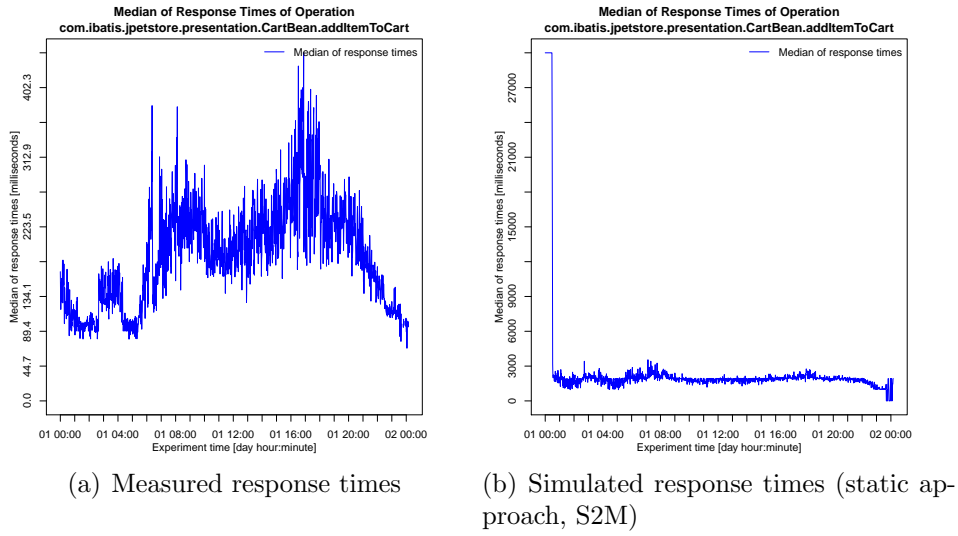 Median of Response Times of Operation
com.ibatis.jpetstore.presentation.CartBean.addItemToCart
Median of response times
Median of response times [milliseconds]
402.3
312.9
223.5
134.1
89.4
44.7
0.0
01 00:00 01 04:00 01 08:00 01 12:00 01 16:00 01 20:00 02 00:00
Experiment time [day hour:minute]
(a) Measured response times
Median of Response Times of Operation
com.ibatis.jpetstore.presentation.CartBean.addItemToCart
Median of response times
Median of response times [milliseconds]
27000
21000
15000
9000
6000
3000
0
01 00:00 01 04:00 01 08:00 01 12:00 01 16:00 01 20:00 02 00:00
Experiment time [day hour:minute]
(b) Simulated response times (static ap-
proach, S2M)